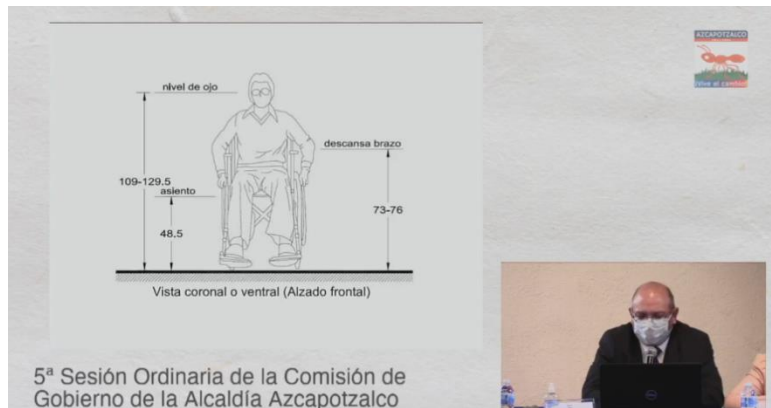 AZCAPOTZALCO
nivel de ojo
descansa brazo
109-129.5
asiento
73-76
48.5
Vista coronal o ventral (Alzado frontal)
5ª Sesión Ordinaria de la Comisión de
Gobierno de la Alcaldía Azcapotzalco
DELL